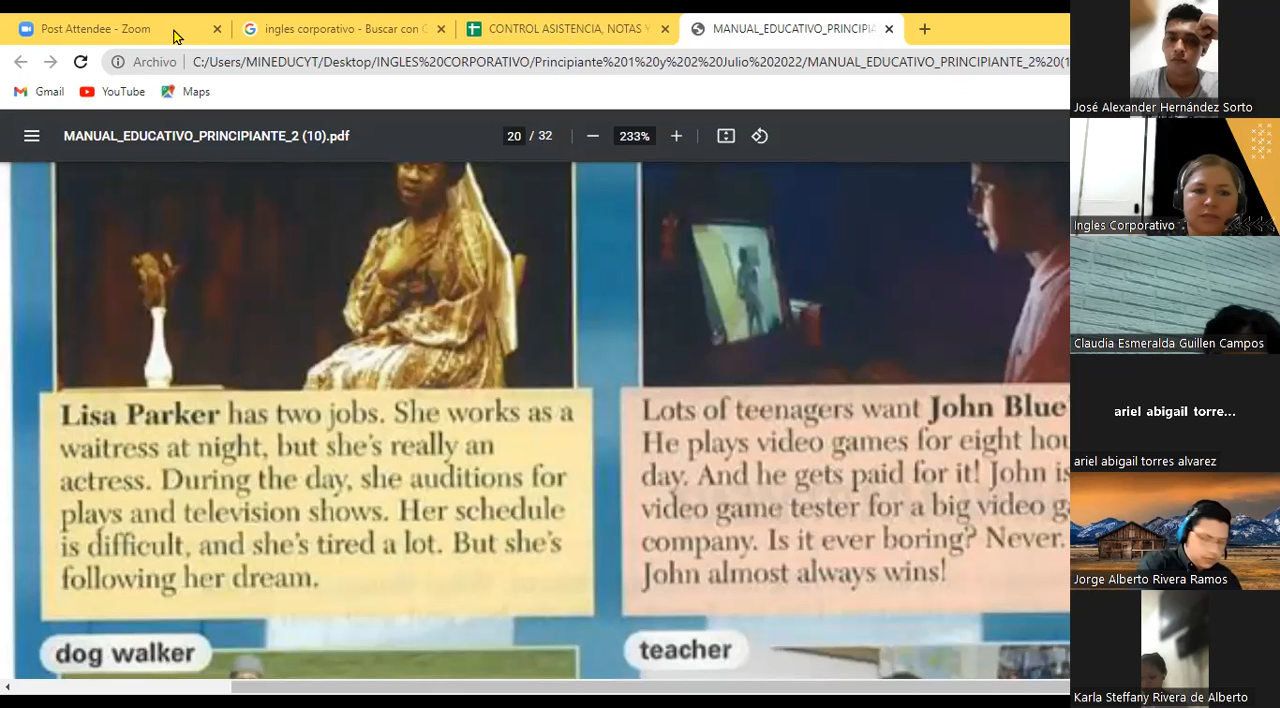 Post Attendee - Zoom
ingles corporativo - Buscar con
CONTROL ASISTENCIA, NOTAS Y
MANUAL_EDUCATIVO_PRINCIPIA
Archivo
C:/Users/MINEDUCYT/Desktop/INGLES%20CORPORATIVO/Principiante%201%20y%202%20Julio%202022/MANUAL_EDUCATIVO_PRINCIPIANTE_2%20(1
Gmail
YouTube
Maps
MANUAL_EDUCATIVO_PRINCIPIANTE_2 (10).pdf
20 / 32
233%
Lisa Parker has two jobs. She works as a
waitress at night, but she's really an
actress. During the day, she auditions for
plays and television shows. Her schedule
is difficult, and she's tired a lot. But she's
following her dream.
Lots of teenagers want John Blue'
He plays video games for eight hou
day. And he gets paid for it! John is
video game tester for a big video g
company. Is it ever boring? Never.
John almost always wins!
dog walker
teacher
José Alexander Hernández Sorto
Ingles Corporativo
Claudia Esmeralda Guillen Campos
ariel abigail torre...
ariel abigail torres alvarez
Jorge Alberto Rivera Ramos
Karla Steffany Rivera de Alberto